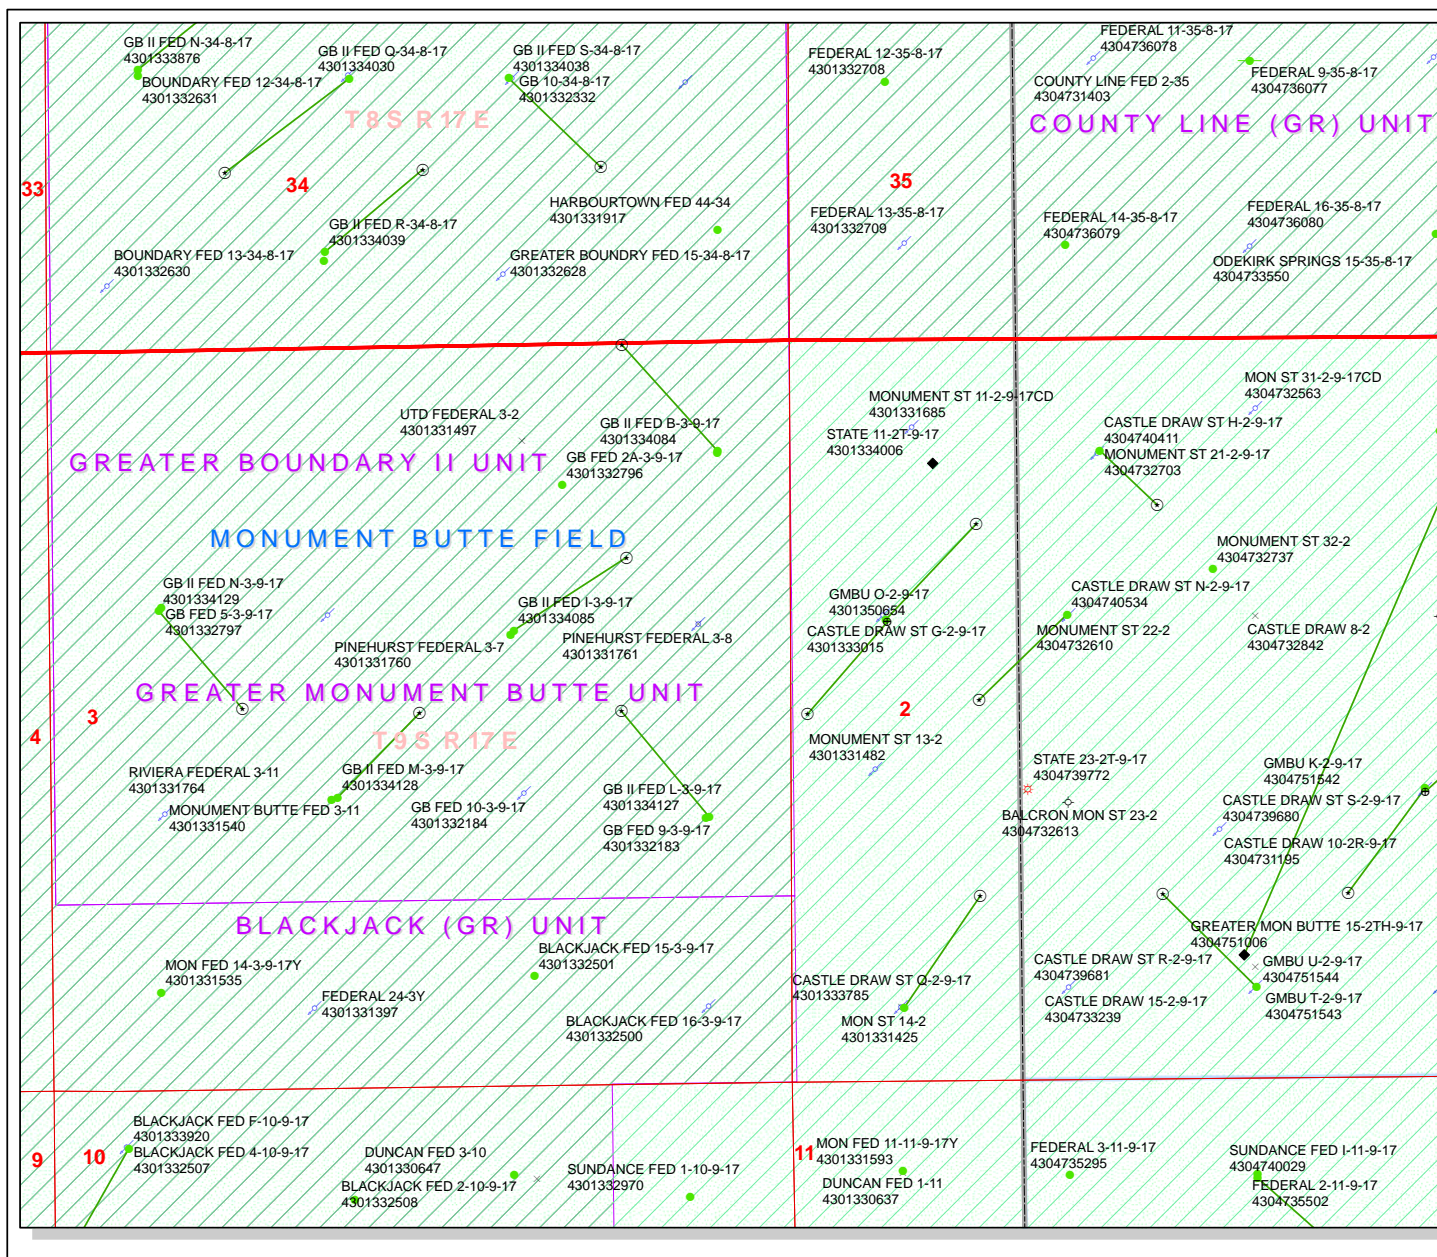 GB II FED N-34-8-17
4301333876
BOUNDARY FED 12-34-8-17
4301332631
GB II FED Q-34-8-17
4301334030
GB II FED S-34-8-17
4301334038
GB 10-34-8-17
4301332332
FEDERAL 12-35-8-17
4301332708
FEDERAL 11-35-8-17
4304736078
COUNTY LINE FED 2-35
4304731403
FEDERAL 9-35-8-17
4304736077
T 8 S R 17 E
COUNTY LINE (GR) UNIT
33
34
35
HARBOURTOWN FED 44-34
4301331917
GB II FED R-34-8-17
4301334039
BOUNDARY FED 13-34-8-17
4301332630
GREATER BOUNDRY FED 15-34-8-17
4301332628
FEDERAL 13-35-8-17
4301332709
FEDERAL 14-35-8-17
4304736079
FEDERAL 16-35-8-17
4304736080
ODEKIRK SPRINGS 15-35-8-17
4304733550
UTD FEDERAL 3-2
4301331497
GB II FED B-3-9-17
4301334084
GB FED 2A-3-9-17
4301332796
GREATER BOUNDARY II UNIT
MONUMENT ST 11-2-9-17CD
4301331685
STATE 11-2T-9-17
4301334006
MON ST 31-2-9-17CD
4304732563
CASTLE DRAW ST H-2-9-17
4304740411
MONUMENT ST 21-2-9-17
4304732703
MONUMENT BUTTE FIELD
MONUMENT ST 32-2
4304732737
GB II FED N-3-9-17
4301334129
GB FED 5-3-9-17
4301332797
GB II FED I-3-9-17
4301334085
PINEHURST FEDERAL 3-7
4301331760
PINEHURST FEDERAL 3-8
4301331761
GMBU O-2-9-17
4301350654
CASTLE DRAW ST G-2-9-17
4301333015
CASTLE DRAW ST N-2-9-17
4304740534
MONUMENT ST 22-2
4304732610
CASTLE DRAW 8-2
4304732842
GREATER MONUMENT BUTTE UNIT
3
4
2
T 9 S R 17 E
MONUMENT ST 13-2
4301331482
RIVIERA FEDERAL 3-11
4301331764
MONUMENT BUTTE FED 3-11
4301331540
GB II FED M-3-9-17
4301334128
GB FED 10-3-9-17
4301332184
GB II FED L-3-9-17
4301334127
GB FED 9-3-9-17
4301332183
STATE 23-2T-9-17
4304739772
BALCRON MON ST 23-2
4304732613
GMBU K-2-9-17
4304751542
CASTLE DRAW ST S-2-9-17
4304739680
CASTLE DRAW 10-2R-9-17
4304731195
BLACKJACK (GR) UNIT
BLACKJACK FED 15-3-9-17
4301332501
MON FED 14-3-9-17Y
4301331535
FEDERAL 24-3Y
4301331397
BLACKJACK FED 16-3-9-17
4301332500
CASTLE DRAW ST Q-2-9-17
4301333785
MON ST 14-2
4301331425
GREATER MON BUTTE 15-2TH-9-17
4304751006
CASTLE DRAW ST R-2-9-17
4304739681
CASTLE DRAW 15-2-9-17
4304733239
GMBU U-2-9-17
4304751544
GMBU T-2-9-17
4304751543
9
10
11
BLACKJACK FED F-10-9-17
4301333920
BLACKJACK FED 4-10-9-17
4301332507
DUNCAN FED 3-10
4301330647
BLACKJACK FED 2-10-9-17
4301332508
SUNDANCE FED 1-10-9-17
4301332970
MON FED 11-11-9-17Y
4301331593
DUNCAN FED 1-11
4301330637
FEDERAL 3-11-9-17
4304735295
SUNDANCE FED I-11-9-17
4304740029
FEDERAL 2-11-9-17
4304735502